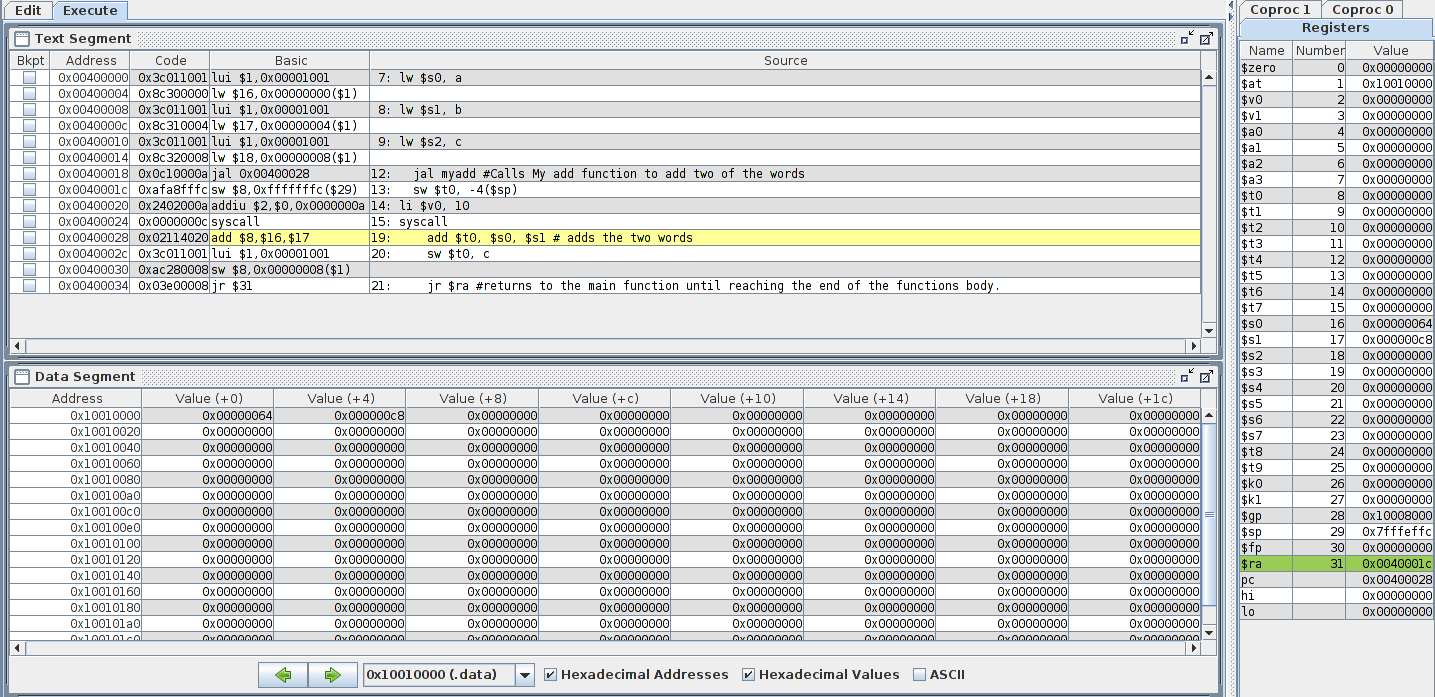 Edit Execute
Text Segment
Bkpt Address Code Basic Source
0x00400000 0x3c011001 lui $1,0x00001001 7: lw $s0, a
0x00400004 0x8c300000 lw $16,0x00000000($1)
0x00400008 0x3c011001 lui $1,0x00001001 8: lw $s1, b
0x0040000c 0x8c310004 lw $17,0x00000004($1)
0x00400010 0x3c011001 lui $1,0x00001001 9: lw $s2, c
0x00400014 0x8c320008 lw $18,0x00000008($1)
0x00400018 0x0c10000a jal 0x00400028 12: jal myadd #Calls My add function to add two of the words
0x0040001c 0xafa8fffc sw $8,0xfffffffc($29) 13: sw $t0, -4($sp)
0x00400020 0x2402000a addiu $2,$0,0x0000000a 14: li $v0, 10
0x00400024 0x0000000c syscall 15: syscall
0x00400028 0x02114020 add $8,$16,$17 19: add $t0, $s0, $s1 # adds the two words
0x0040002c 0x3c011001 lui $1,0x00001001 20: sw $t0, c
0x00400030 0xac280008 sw $8,0x00000008($1)
0x00400034 0x03e00008 jr $31 21: jr $ra #returns to the main function until reaching the end of the functions body.
Data Segment
Address Value (+0) Value (+4) Value (+8) Value (+c) Value (+10) Value (+14) Value (+18) Value (+1c)
0x10010000 0x00000064 0x000000c8 0x00000000 0x00000000 0x00000000 0x00000000 0x00000000 0x00000000
0x10010020 0x00000000 0x00000000 0x00000000 0x00000000 0x00000000 0x00000000 0x00000000 0x00000000
0x10010040 0x00000000 0x00000000 0x00000000 0x00000000 0x00000000 0x00000000 0x00000000 0x00000000
0x10010060 0x00000000 0x00000000 0x00000000 0x00000000 0x00000000 0x00000000 0x00000000 0x00000000
0x10010080 0x00000000 0x00000000 0x00000000 0x00000000 0x00000000 0x00000000 0x00000000 0x00000000
0x100100a0 0x00000000 0x00000000 0x00000000 0x00000000 0x00000000 0x00000000 0x00000000 0x00000000
0x100100c0 0x00000000 0x00000000 0x00000000 0x00000000 0x00000000 0x00000000 0x00000000 0x00000000
0x100100e0 0x00000000 0x00000000 0x00000000 0x00000000 0x00000000 0x00000000 0x00000000 0x00000000
0x10010100 0x00000000 0x00000000 0x00000000 0x00000000 0x00000000 0x00000000 0x00000000 0x00000000
0x10010120 0x00000000 0x00000000 0x00000000 0x00000000 0x00000000 0x00000000 0x00000000 0x00000000
0x10010140 0x00000000 0x00000000 0x00000000 0x00000000 0x00000000 0x00000000 0x00000000 0x00000000
0x10010160 0x00000000 0x00000000 0x00000000 0x00000000 0x00000000 0x00000000 0x00000000 0x00000000
0x10010180 0x00000000 0x00000000 0x00000000 0x00000000 0x00000000 0x00000000 0x00000000 0x00000000
0x100101a0 0x00000000 0x00000000 0x00000000 0x00000000 0x00000000 0x00000000 0x00000000 0x00000000
0x100101c0 0x00000000 0x00000000 0x00000000 0x00000000 0x00000000 0x00000000 0x00000000 0x00000000
0x10010000 (.data) Hexadecimal Addresses Hexadecimal Values ASCII
Coproc 1 Coproc 0
Registers
Name Number Value
$zero 0 0x00000000
$at 1 0x10010000
$v0 2 0x00000000
$v1 3 0x00000000
$a0 4 0x00000000
$a1 5 0x00000000
$a2 6 0x00000000
$a3 7 0x00000000
$t0 8 0x00000000
$t1 9 0x00000000
$t2 10 0x00000000
$t3 11 0x00000000
$t4 12 0x00000000
$t5 13 0x00000000
$t6 14 0x00000000
$t7 15 0x00000000
$s0 16 0x00000064
$s1 17 0x000000c8
$s2 18 0x00000000
$s3 19 0x00000000
$s4 20 0x00000000
$s5 21 0x00000000
$s6 22 0x00000000
$s7 23 0x00000000
$t8 24 0x00000000
$t9 25 0x00000000
$k0 26 0x00000000
$k1 27 0x00000000
$gp 28 0x10008000
$sp 29 0x7fffeffc
$fp 30 0x00000000
$ra 31 0x0040001c
pc 0x00400028
hi 0x00000000
lo 0x00000000